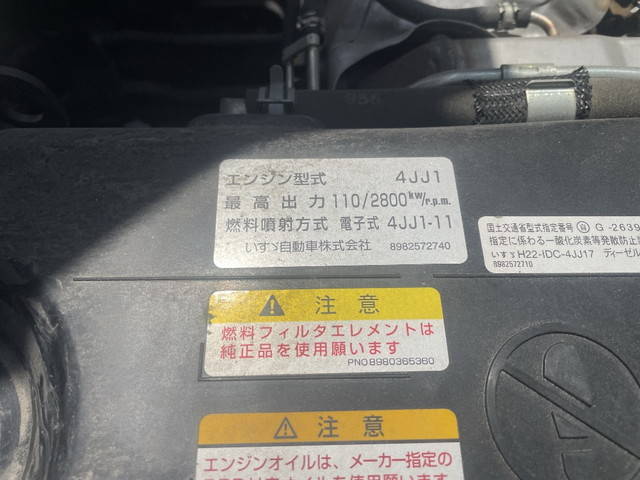 エンジン型式 4JJ1
最高出力 110/2800 kw/r.p.m.
燃料噴射方式 電子式 4JJ1-11
いすゞ自動車株式会社 8982572740
国土交通省型式指定番号 G-2639
指定に係わる一酸化炭素等発散防止
いすゞH22-IDC-4JJ17 ディーゼル
8982572710
注意
燃料フィルタエレメントは
純正品を使用願います
PNO8980365360
注意
エンジンオイルは、メーカー指定の